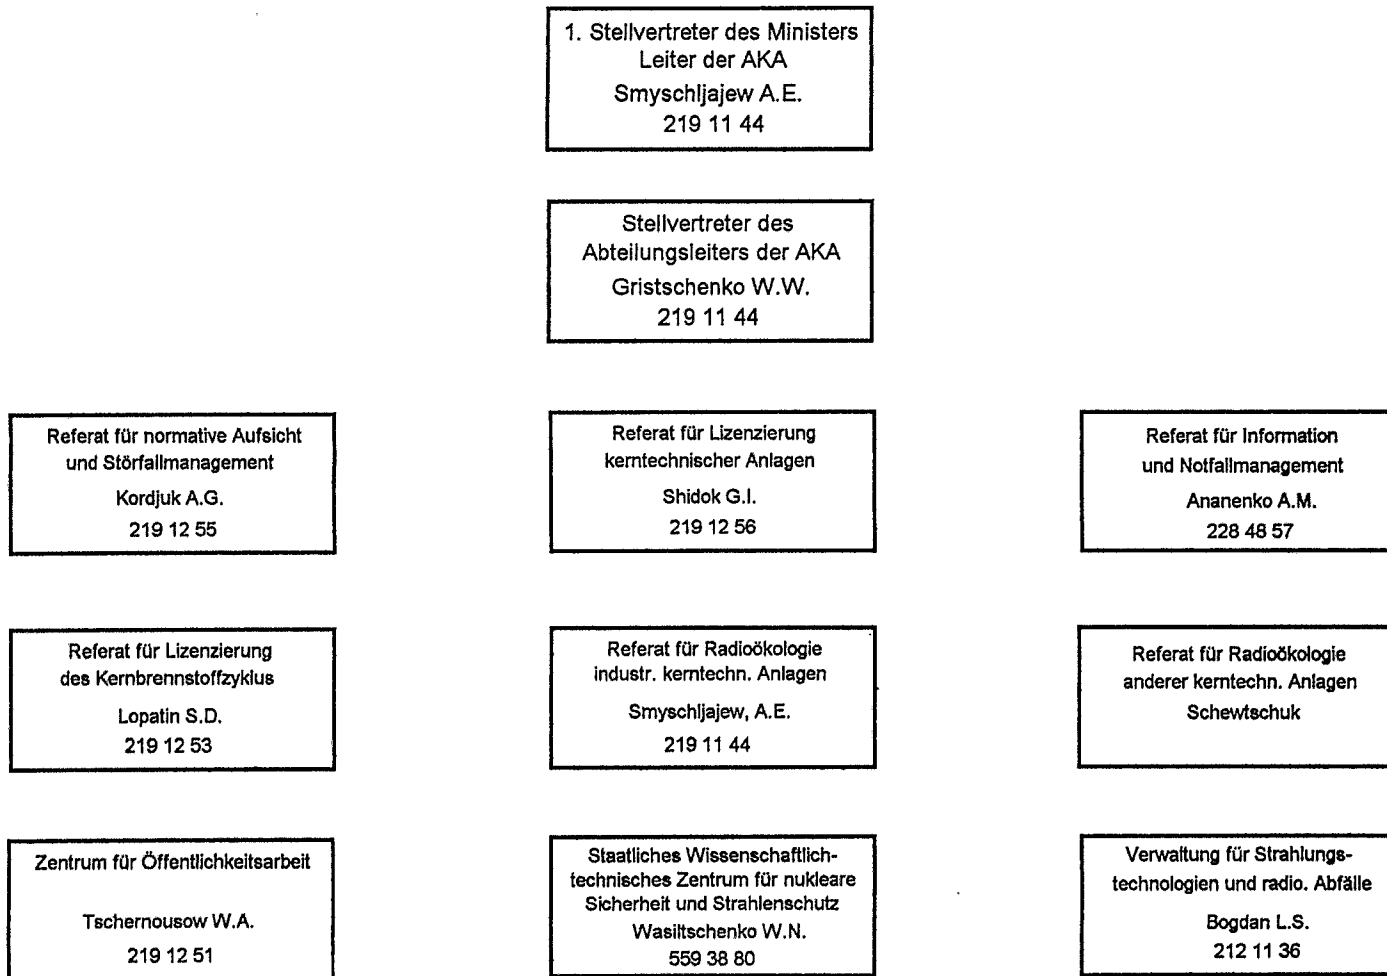 1. Stellvertreter des Ministers
Leiter der AKA
Smyschljajew A.E.
219 11 44
Stellvertreter des
Abteilungsleiters der AKA
Gristschenko W.W.
219 11 44
Referat für normative Aufsicht
und Störfallmanagement
Kordjuk A.G.
219 12 55
Referat für Lizenzierung
kerntechnischer Anlagen
Shidok G.I.
219 12 56
Referat für Information
und Notfallmanagement
Ananenko A.M.
228 48 57
Referat für Lizenzierung
des Kernbrennstoffzyklus
Lopatin S.D.
219 12 53
Referat für Radioökologie
industr. kerntechn. Anlagen
Smyschljajew, A.E.
219 11 44
Referat für Radioökologie
anderer kerntechn. Anlagen
Schewtschuk
Zentrum für Öffentlichkeitsarbeit
Tschernousow W.A.
219 12 51
Staatliches Wissenschaftlich-
technisches Zentrum für nukleare
Sicherheit und Strahlenschutz
Wasiltschenko W.N.
559 38 80
Verwaltung für Strahlungs-
technologien und radio. Abfälle
Bogdan L.S.
212 11 36